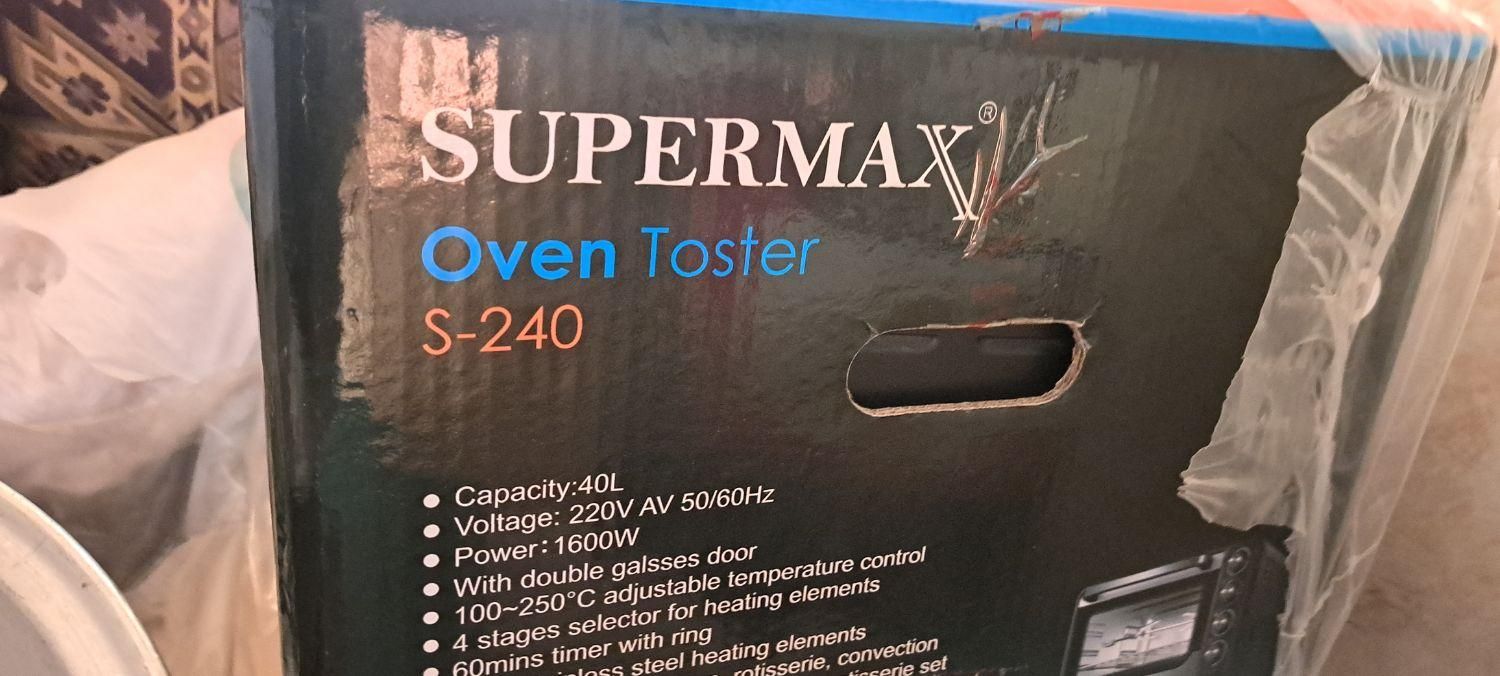 SUPERMAX®
Oven Toster
S-240
● Capacity:40L
● Voltage: 220V AV 50/60Hz
● Power:1600W
● With double galsses door
● 100~250°C adjustable temperature control
● 4 stages selector for heating elements
● 60mins timer with ring
steel heating elements
rotisserie, convection
set